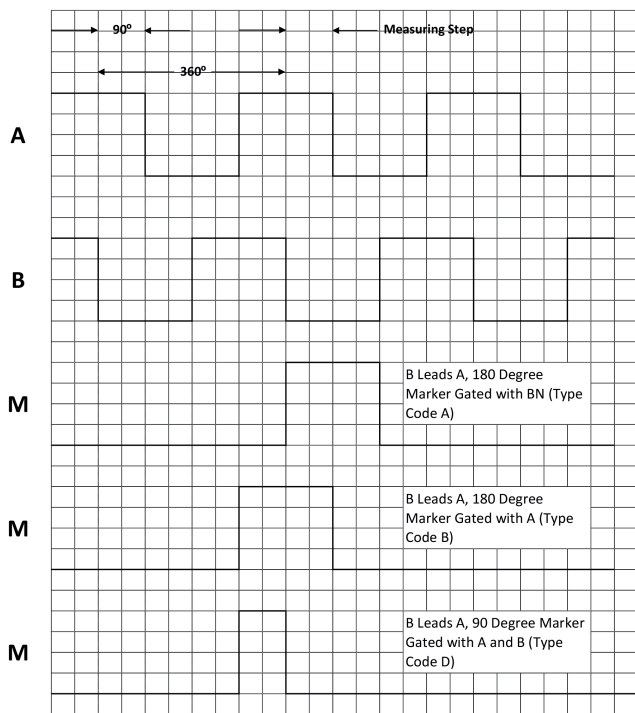 90º
Measuring Step
360º
A
B
M
B Leads A, 180 Degree
Marker Gated with BN (Type
Code A)
M
B Leads A, 180 Degree
Marker Gated with A (Type
Code B)
M
B Leads A, 90 Degree Marker
Gated with A and B (Type
Code D)